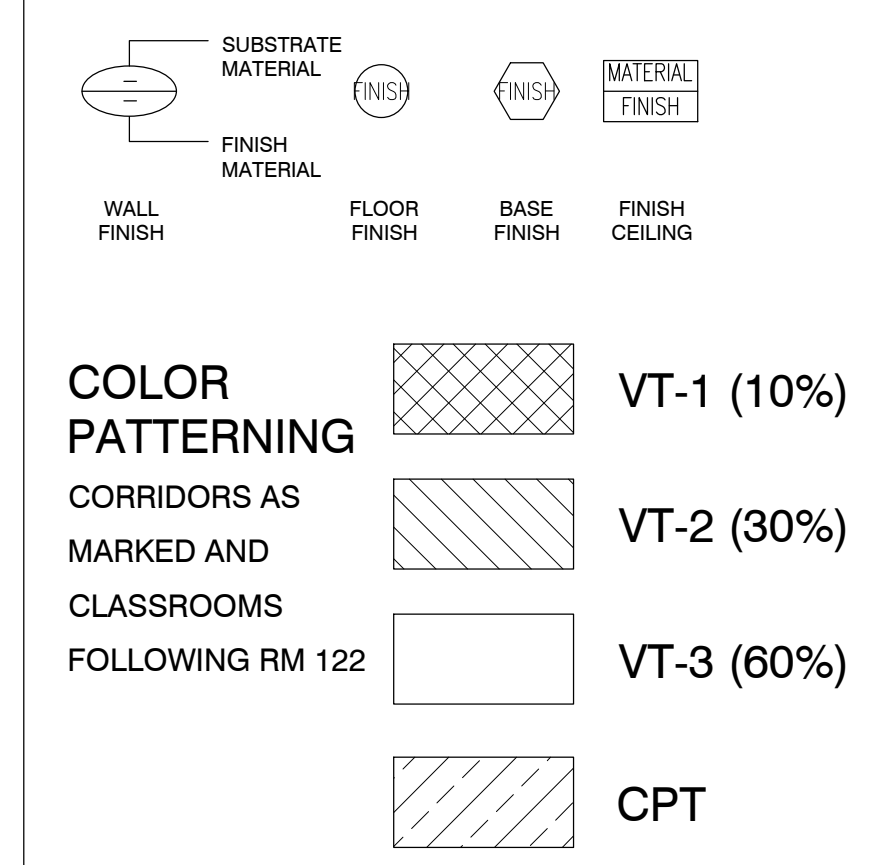 SUBSTRATE
MATERIAL
FINISH
MATERIAL
WALL
FINISH
FINISH
FLOOR
FINISH
FINISH
BASE
FINISH
MATERIAL
FINISH
FINISH
CEILING
COLOR
PATTERNING
CORRIDORS AS
MARKED AND
CLASSROOMS
FOLLOWING RM 122
VT-1 (10%)
VT-2 (30%)
VT-3 (60%)
CPT